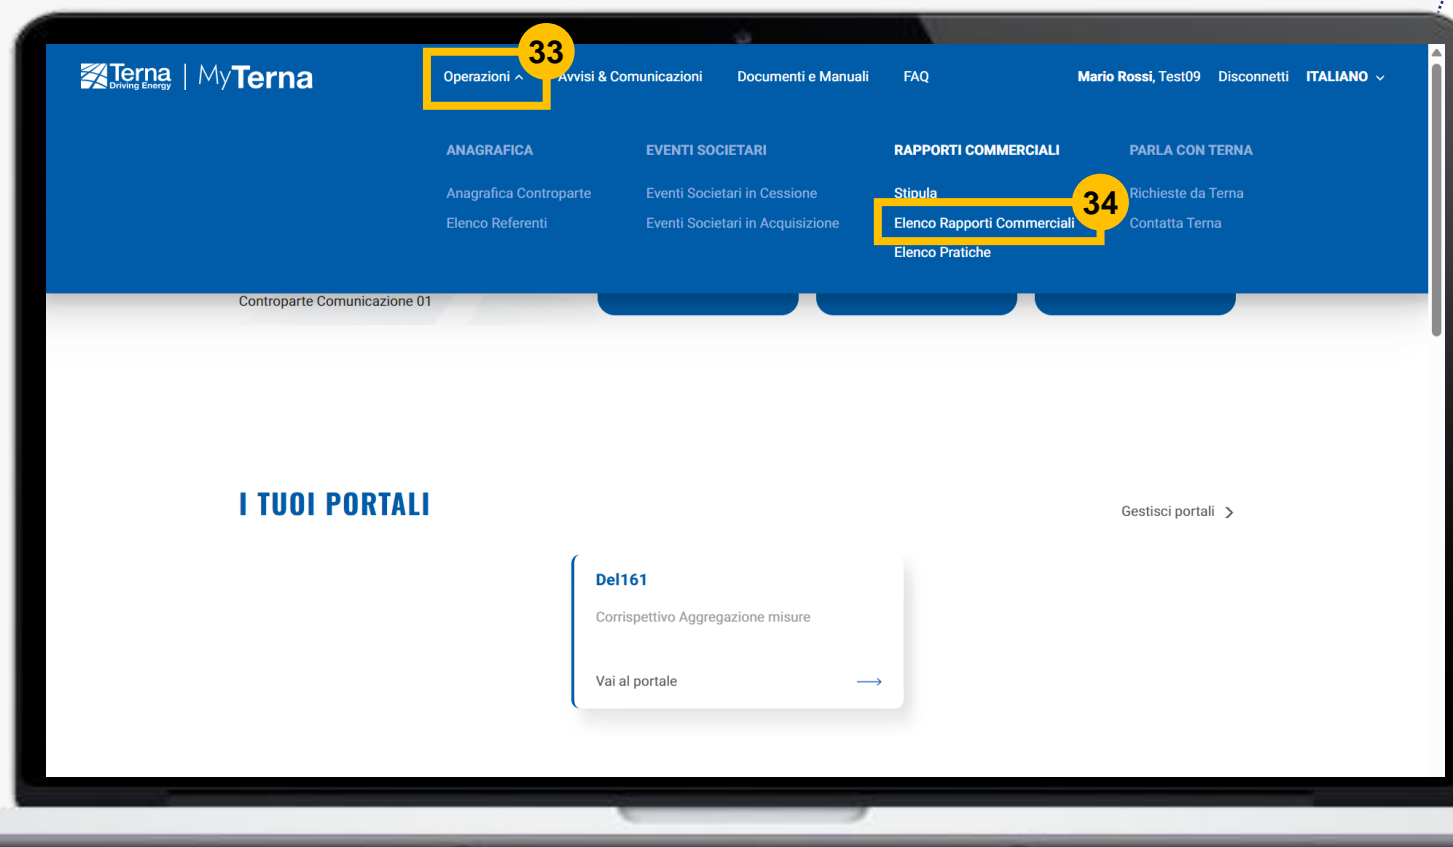 33
Terna
Driving Energy
MyTerna
Operazioni
Avvisi & Comunicazioni
Documenti e Manuali
FAQ
Mario Rossi, Test09
Disconnetti
ITALIANO
ANAGRAFICA
Anagrafica Controparte
Elenco Referenti
EVENTI SOCIETARI
Eventi Societari in Cessione
Eventi Societari in Acquisizione
RAPPORTI COMMERCIALI
Stipula
34
Elenco Rapporti Commerciali
Elenco Pratiche
PARLA CON TERNA
Richieste da Terna
Contatta Terna
Controparte Comunicazione 01
I TUOI PORTALI
Gestisci portali
Del161
Corrispettivo Aggregazione misure
Vai al portale